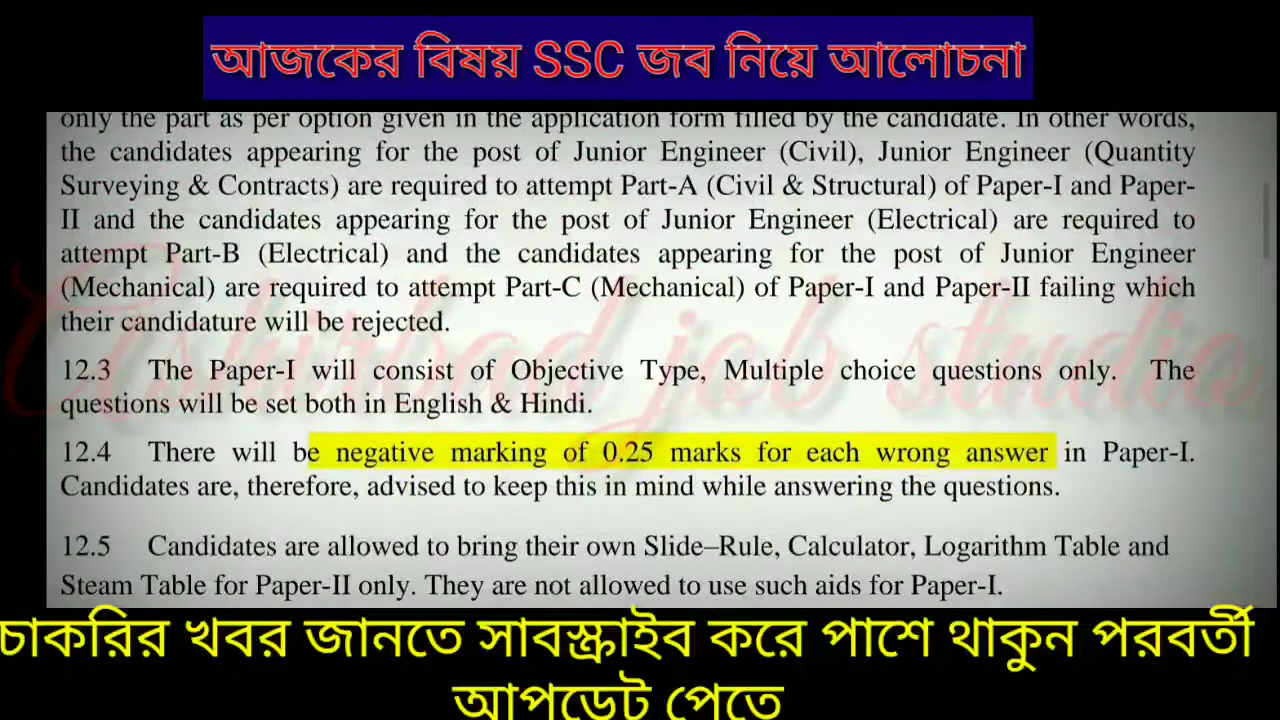 আজকের বিষয় SSC জব নিয়ে আলোচনা
only the part as per option given in the application form filled by the candidate. In other words,
the candidates appearing for the post of Junior Engineer (Civil), Junior Engineer (Quantity
Surveying & Contracts) are required to attempt Part-A (Civil & Structural) of Paper-I and Paper-
II and the candidates appearing for the post of Junior Engineer (Electrical) are required to
attempt Part-B (Electrical) and the candidates appearing for the post of Junior Engineer
(Mechanical) are required to attempt Part-C (Mechanical) of Paper-I and Paper-II failing which
their candidature will be rejected.
12.3 The Paper-I will consist of Objective Type, Multiple choice questions only. The
questions will be set both in English & Hindi.
12.4 There will be negative marking of 0.25 marks for each wrong answer in Paper-I.
Candidates are, therefore, advised to keep this in mind while answering the questions.
12.5 Candidates are allowed to bring their own Slide–Rule, Calculator, Logarithm Table and
Steam Table for Paper-II only. They are not allowed to use such aids for Paper-I.
job studio
চাকরির খবর জানতে সাবস্ক্রাইব করে পাশে থাকুন পরবর্তী
আপডেট পেতে